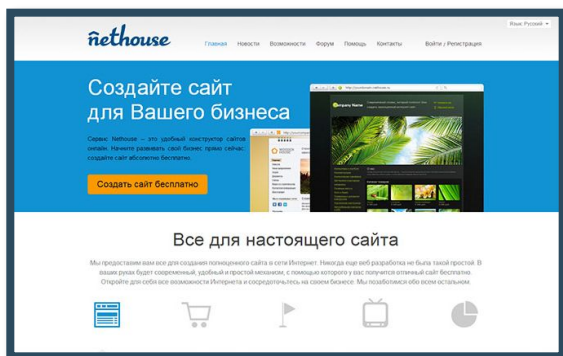 Язык: Русский
nethouse
Главная Новости Возможности Форум Помощь Контакты Войти / Регистрация
Создайте сайт
для Вашего бизнеса
Сервис Nethouse – это удобный конструктор сайтов
онлайн. Начните развивать свой бизнес прямо сейчас:
создайте сайт абсолютно бесплатно.
Создать сайт бесплатно
Company Name
Все для настоящего сайта
Мы предоставим вам все для создания полноценного сайта в сети Интернет. Никогда еще веб разработка не была такой простой. В
ваших руках будет современный, удобный и простой механизм, с помощью которого у вас получится отличный сайт бесплатно.
Откройте для себя все возможности Интернета и сосредоточьтесь на своем бизнесе. Мы позаботимся обо всем остальном.